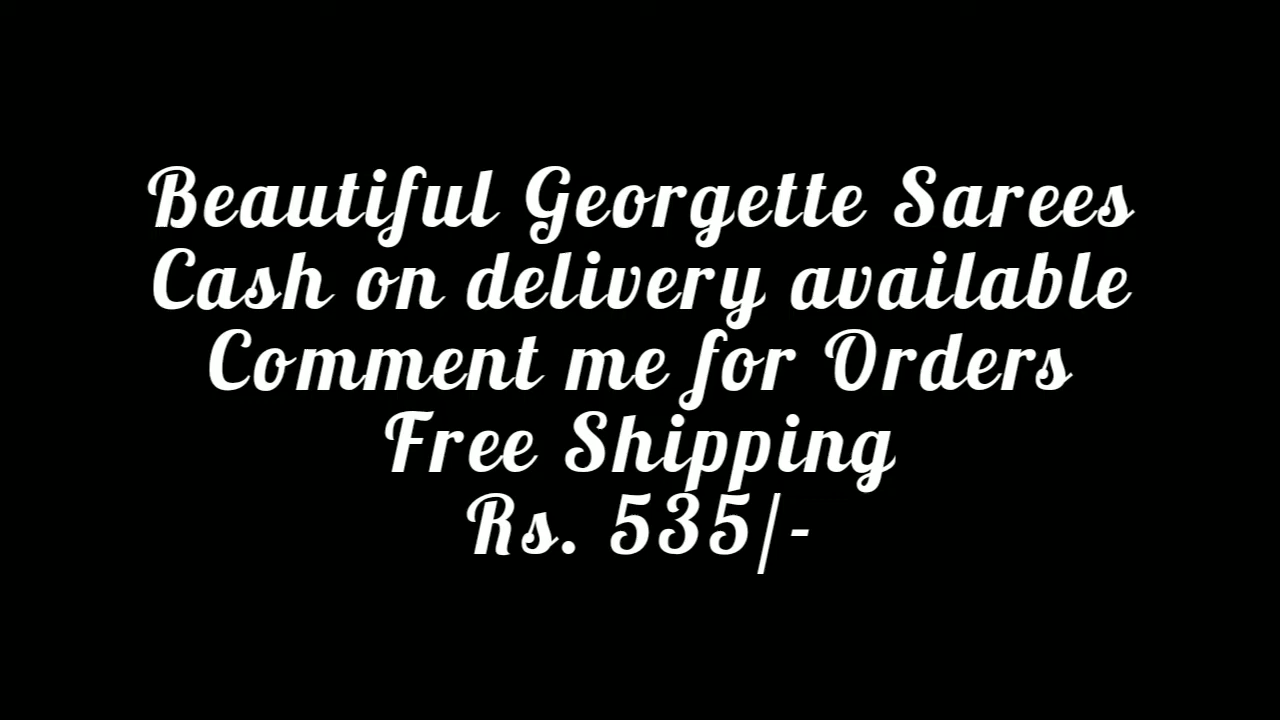 Beautiful Georgette Sarees
Cash on delivery available
Comment me for Orders
Free Shipping
Rs. 535/-